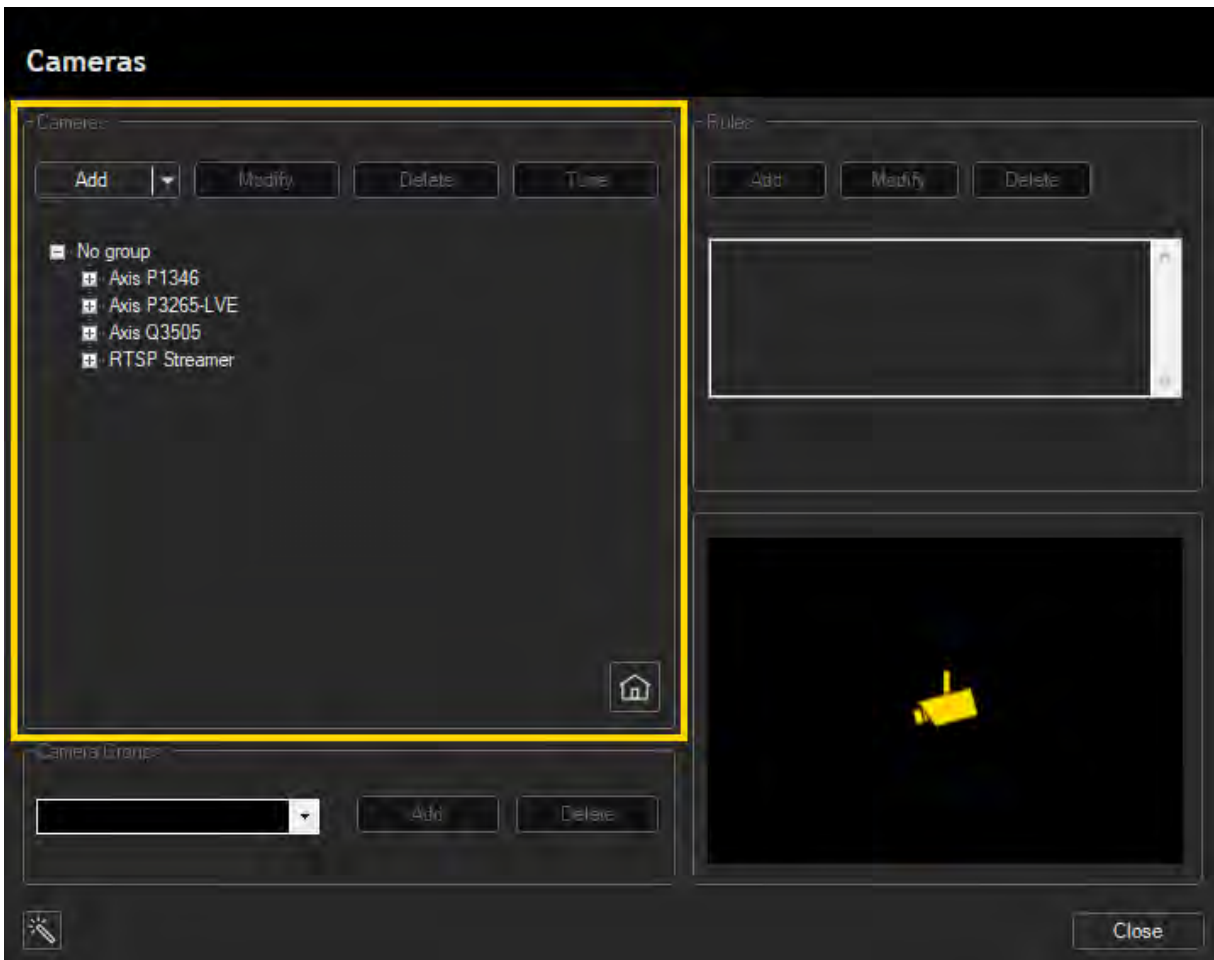 Cameras
Cameras
Add
Modify
Delete
Tune
No group
Axis P1346
Axis P3265-LVE
Axis Q3505
RTSP Streamer
Camera Groups
Add
Delete
Rules
Add
Modify
Delete
Close